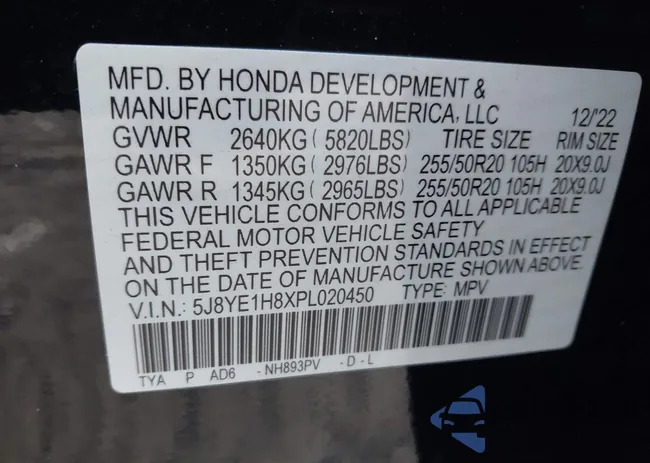 MFD. BY HONDA DEVELOPMENT &
MANUFACTURING OF AMERICA, LLC 12/'22
GVWR 2640KG ( 5820LBS) TIRE SIZE RIM SIZE
GAWR F 1350KG ( 2976LBS) 255/50R20 105H 20X9.0J
GAWR R 1345KG ( 2965LBS) 255/50R20 105H 20X9.0J
THIS VEHICLE CONFORMS TO ALL APPLICABLE
FEDERAL MOTOR VEHICLE SAFETY
AND THEFT PREVENTION STANDARDS IN EFFECT
ON THE DATE OF MANUFACTURE SHOWN ABOVE.
V.I.N.: 5J8YE1H8XPL020450 TYPE: MPV
TYA P AD6 - NH893PV - D - L